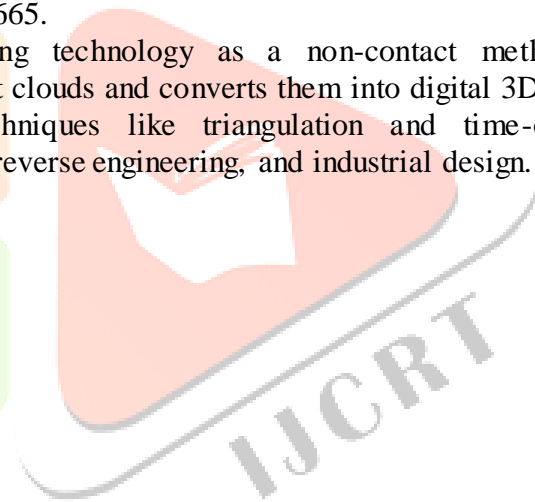 665.
ng technology as a non-contact meth
t clouds and converts them into digital 3D
hniques like triangulation and time-
reverse engineering, and industrial design.
IJCRT